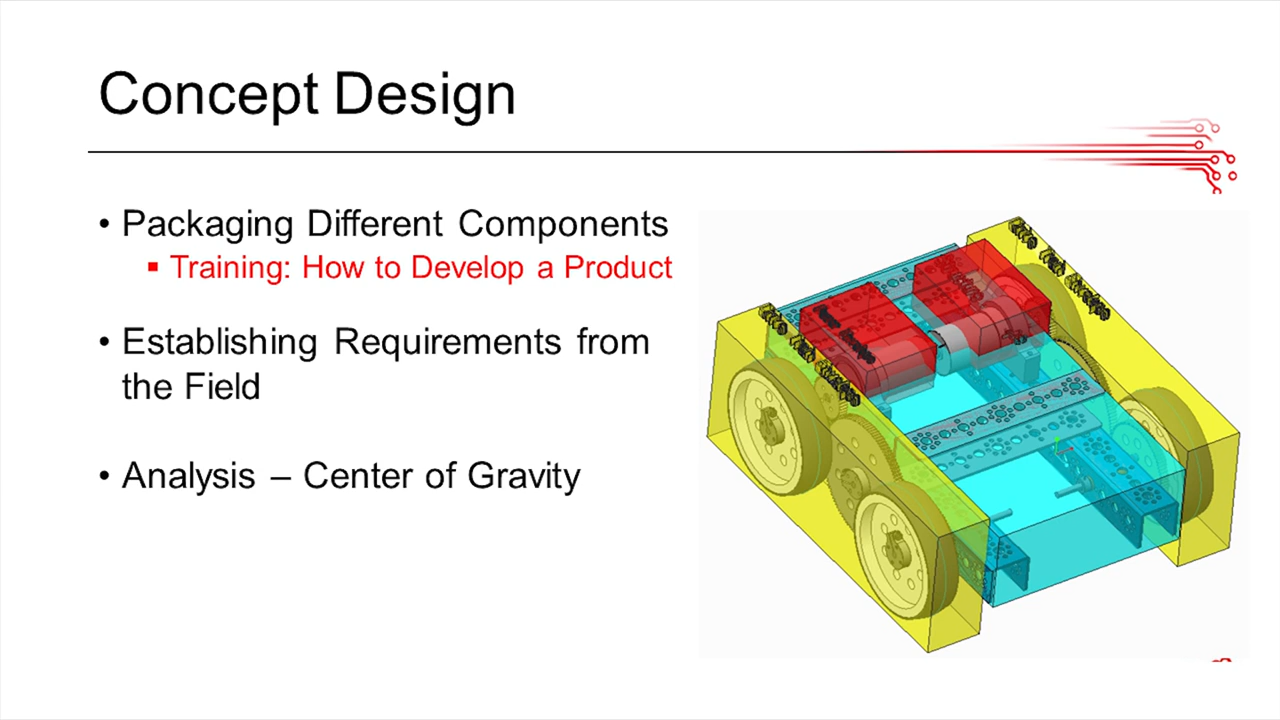 Concept Design
• Packaging Different Components
▪ Training: How to Develop a Product
• Establishing Requirements from
the Field
• Analysis – Center of Gravity